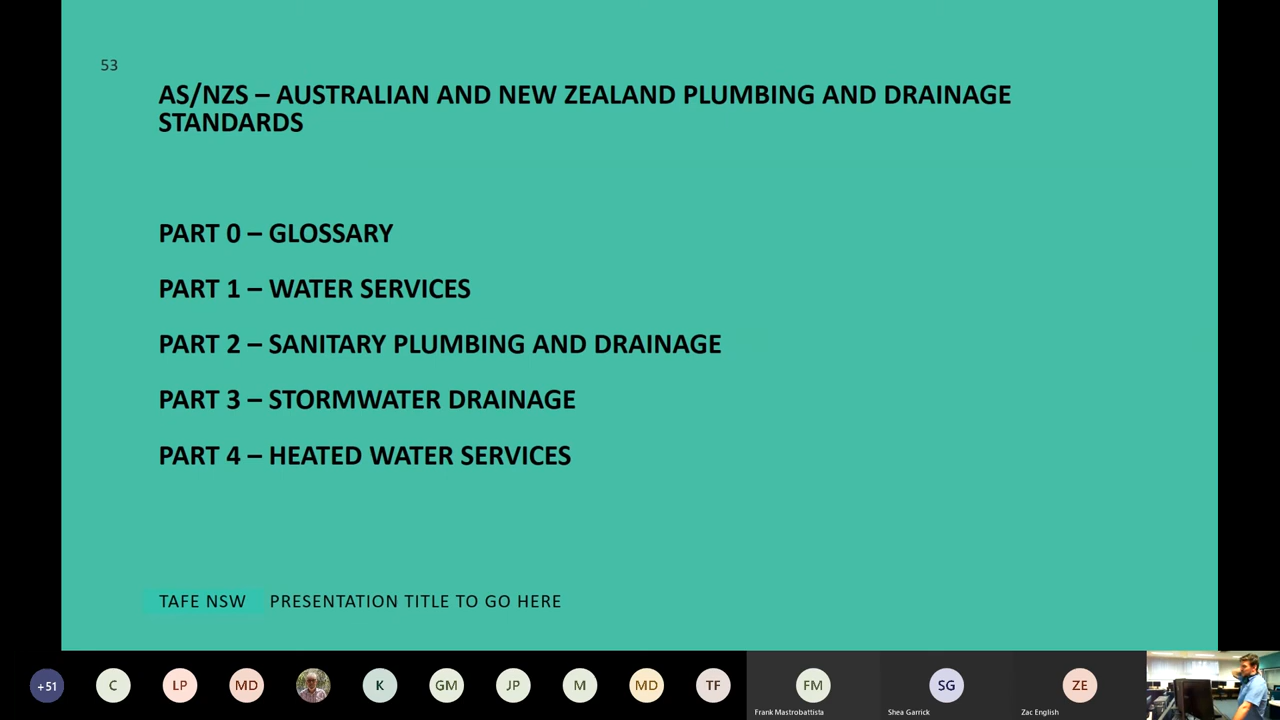 53
AS/NZS – AUSTRALIAN AND NEW ZEALAND PLUMBING AND DRAINAGE
STANDARDS
PART 0 – GLOSSARY
PART 1 – WATER SERVICES
PART 2 – SANITARY PLUMBING AND DRAINAGE
PART 3 – STORMWATER DRAINAGE
PART 4 – HEATED WATER SERVICES
TAFE NSW PRESENTATION TITLE TO GO HERE
+51 C LP MD K GM JP M MD TF FM SG ZE
Frank Mastrobattista Shea Garrick Zac English